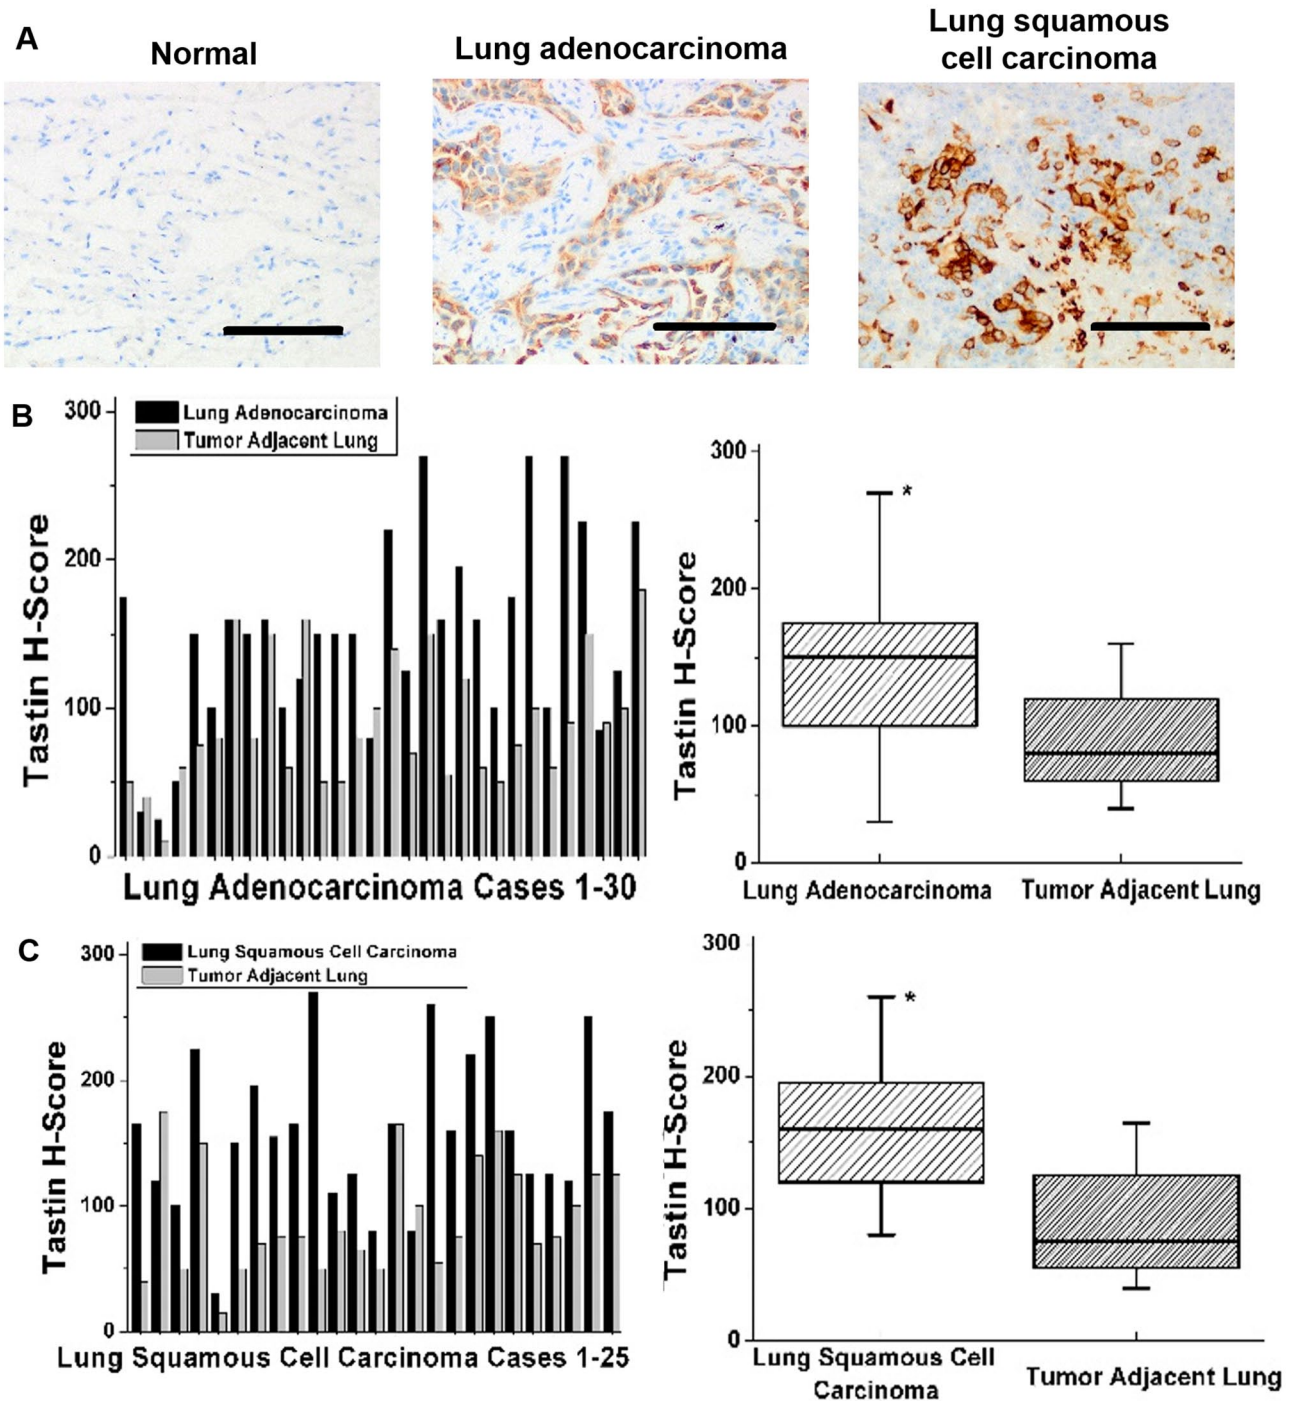 A
Normal
Lung adenocarcinoma
Lung squamous
cell carcinoma
B
Tastin H-Score
300
200
100
0
Lung Adenocarcinoma
Tumor Adjacent Lung
Lung Adenocarcinoma Cases 1-30
Tastin H-Score
300
200
100
0
*
Lung Adenocarcinoma
Tumor Adjacent Lung
C
Tastin H-Score
300
200
100
0
Lung Squamous Cell Carcinoma
Tumor Adjacent Lung
Lung Squamous Cell Carcinoma Cases 1-25
Tastin H-Score
300
200
100
0
*
Lung Squamous Cell
Carcinoma
Tumor Adjacent Lung